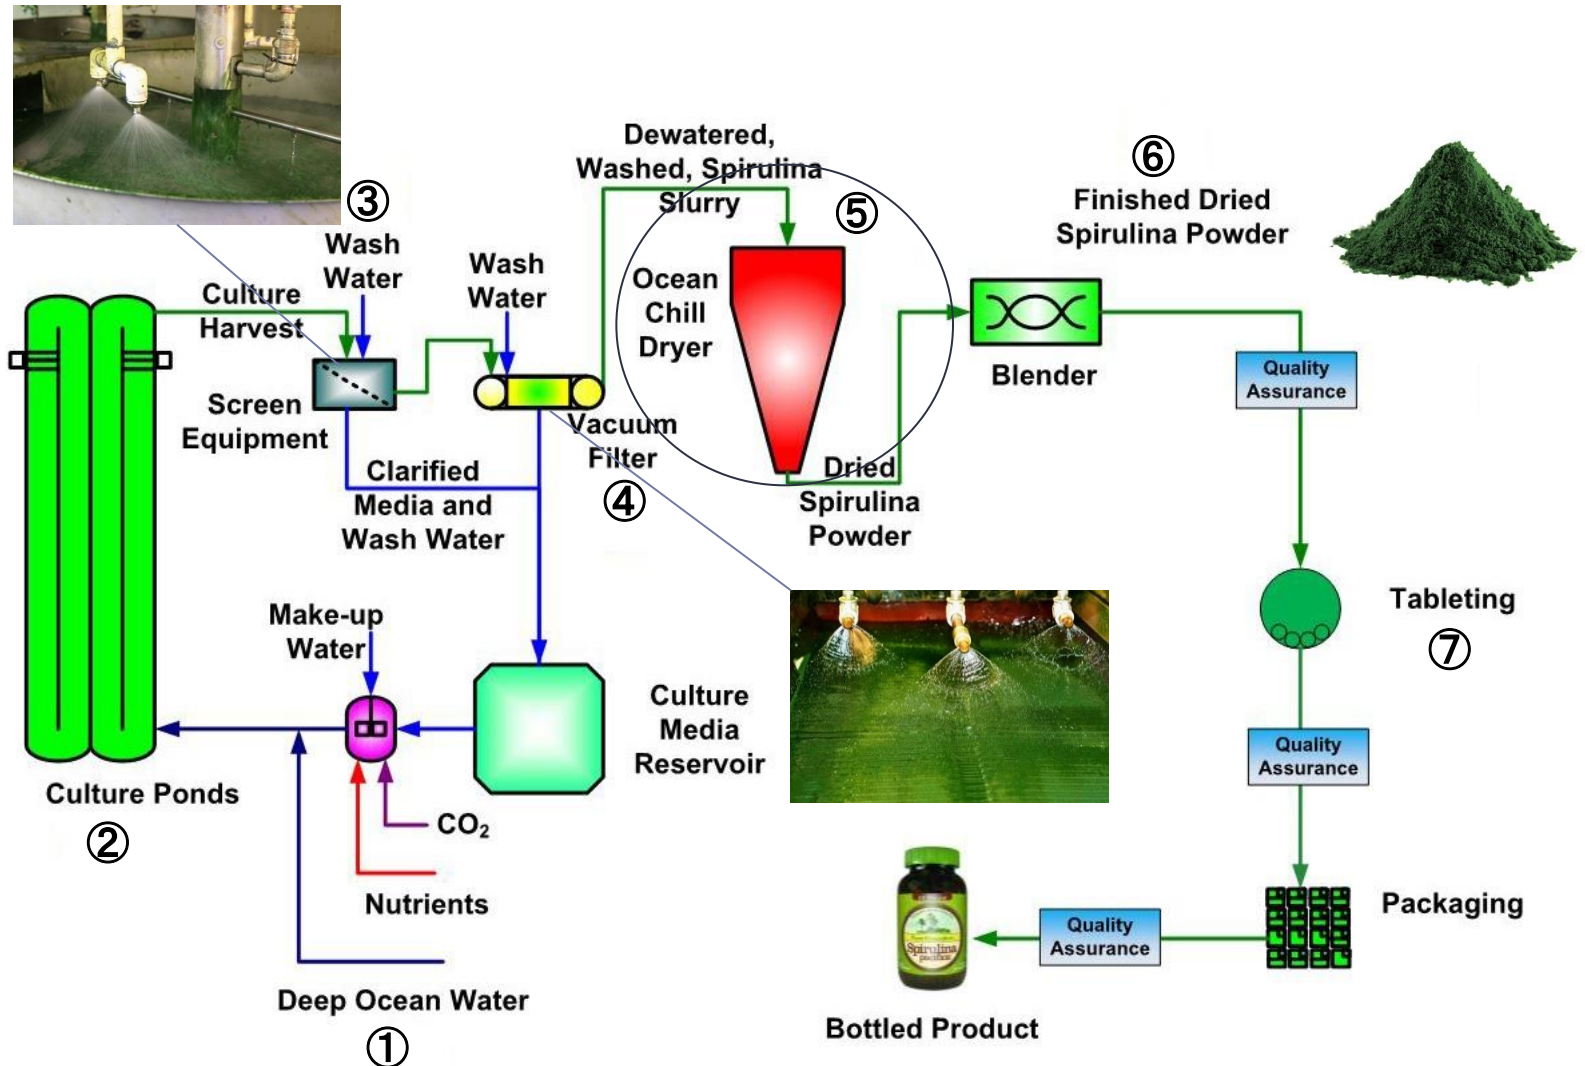 ③
Wash
Water
Culture
Harvest
Screen
Equipment
Wash
Water
Dewatered,
Washed, Spirulina
Slurry
⑤
Ocean
Chill
Dryer
Vacuum
Filter
④
Clarified
Media and
Wash Water
Dried
Spirulina
Powder
⑥
Finished Dried
Spirulina Powder
Blender
Quality
Assurance
Tableting
⑦
Quality
Assurance
Packaging
Quality
Assurance
Spirulina
pacifica
Bottled Product
Make-up
Water
Culture
Media
Reservoir
Culture Ponds
②
CO₂
Nutrients
Deep Ocean Water
①